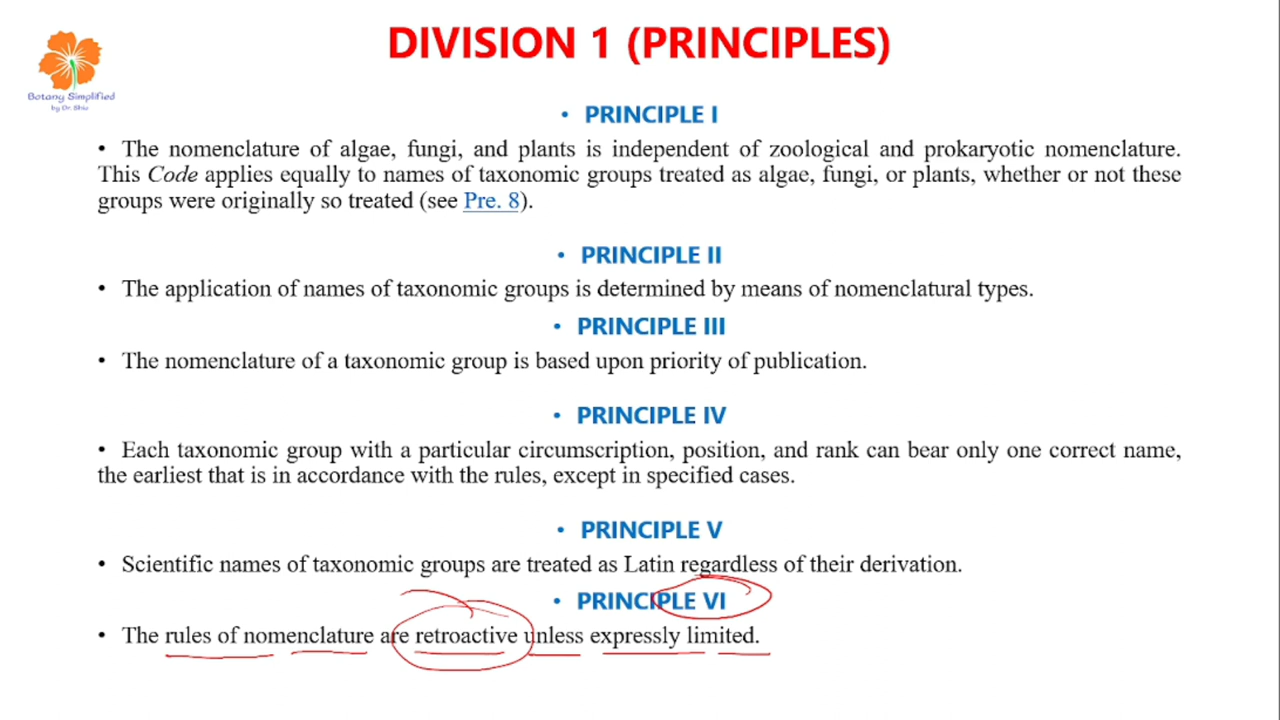 DIVISION 1 (PRINCIPLES)
Botany Simplified
by Dr. Shiv
• PRINCIPLE I
• The nomenclature of algae, fungi, and plants is independent of zoological and prokaryotic nomenclature.
This Code applies equally to names of taxonomic groups treated as algae, fungi, or plants, whether or not these
groups were originally so treated (see Pre. 8).
• PRINCIPLE II
• The application of names of taxonomic groups is determined by means of nomenclatural types.
• PRINCIPLE III
• The nomenclature of a taxonomic group is based upon priority of publication.
• PRINCIPLE IV
• Each taxonomic group with a particular circumscription, position, and rank can bear only one correct name,
the earliest that is in accordance with the rules, except in specified cases.
• PRINCIPLE V
• Scientific names of taxonomic groups are treated as Latin regardless of their derivation.
• PRINCIPLE VI
• The rules of nomenclature are retroactive unless expressly limited.